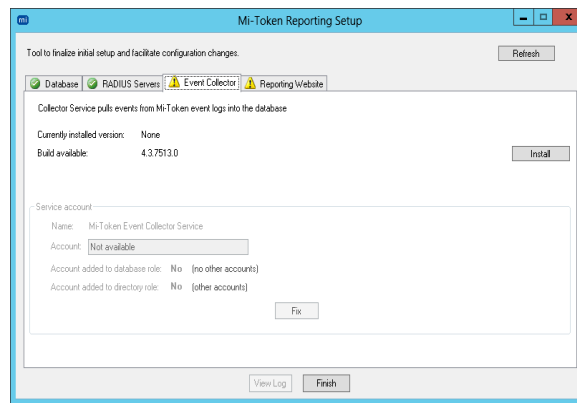 mi Mi-Token Reporting Setup
Tool to finalize initial setup and facilitate configuration changes. Refresh
Database RADIUS Servers Event Collector Reporting Website
Collector Service pulls events from Mi-Token event logs into the database
Currently installed version: None
Build available: 4.3.7513.0 Install
Service account
Name: Mi-Token Event Collector Service
Account: Not available
Account added to database role: No (no other accounts)
Account added to directory role: No (other accounts)
Fix
View Log Finish